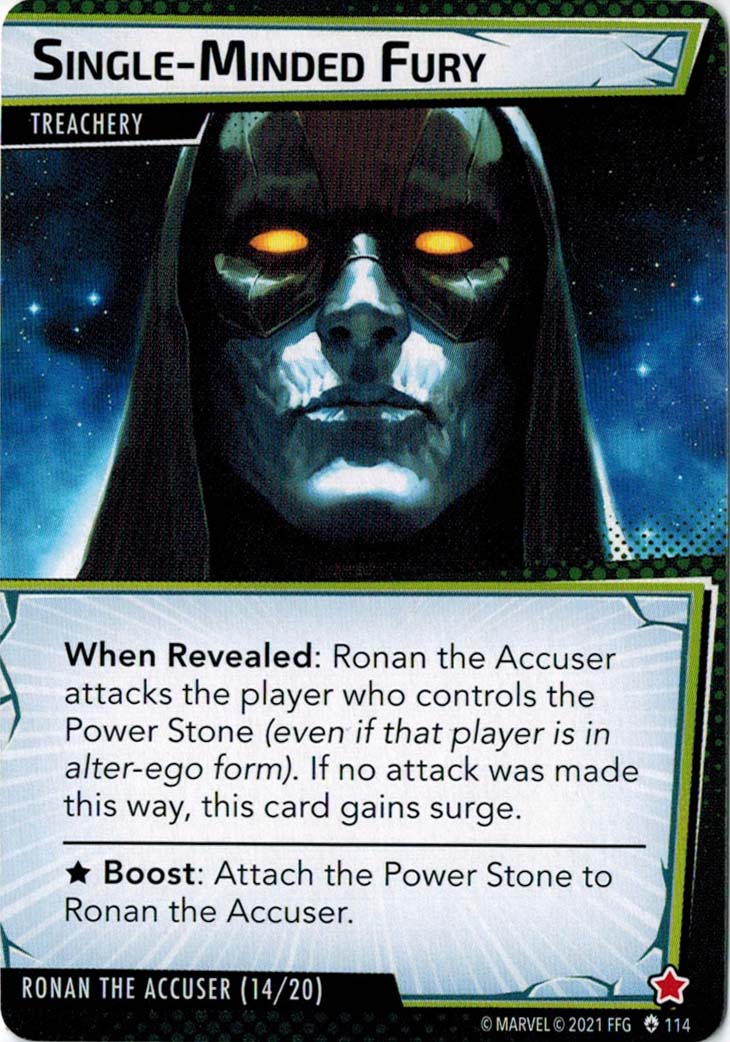 SINGLE-MINDED FURY
TREACHERY
When Revealed: Ronan the Accuser
attacks the player who controls the
Power Stone (even if that player is in
alter-ego form). If no attack was made
this way, this card gains surge.
★ Boost: Attach the Power Stone to
Ronan the Accuser.
RONAN THE ACCUSER (14/20)
© MARVEL © 2021 FFG 114